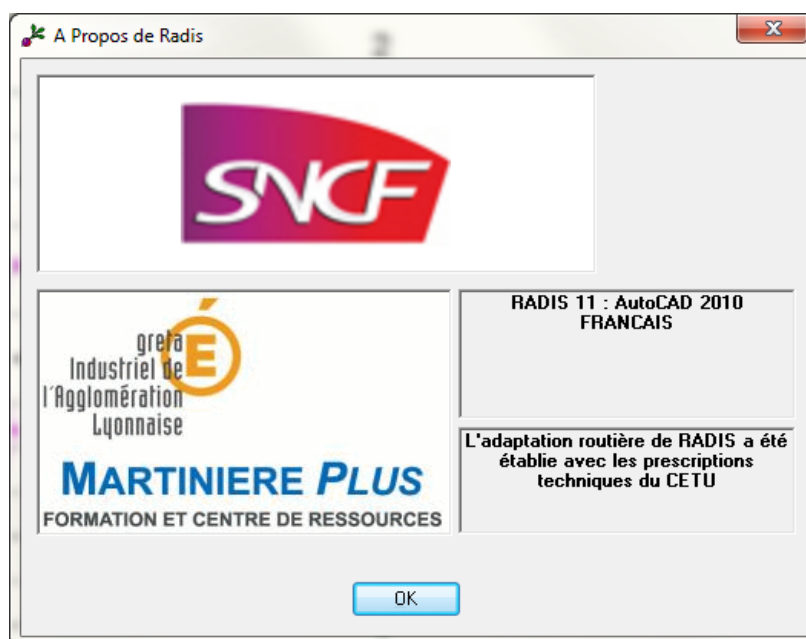 A Propos de Radis
2
SNCF
greta
Industriel de
l'Agglomération
Lyonnaise
É
MARTINIERE PLUS
FORMATION ET CENTRE DE RESSOURCES
RADIS 11 : AutoCAD 2010
FRANCAIS
L'adaptation routière de RADIS a été
établie avec les prescriptions
techniques du CETU
OK